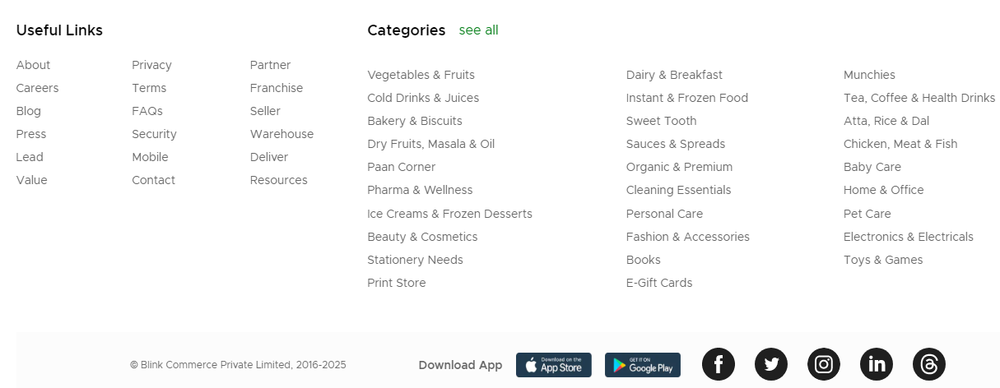 Useful Links
About
Careers
Blog
Press
Lead
Value
Privacy
Terms
FAQs
Security
Mobile
Contact
Partner
Franchise
Seller
Warehouse
Deliver
Resources
Categories see all
Vegetables & Fruits
Cold Drinks & Juices
Bakery & Biscuits
Dry Fruits, Masala & Oil
Paan Corner
Pharma & Wellness
Ice Creams & Frozen Desserts
Beauty & Cosmetics
Stationery Needs
Print Store
Dairy & Breakfast
Instant & Frozen Food
Sweet Tooth
Sauces & Spreads
Organic & Premium
Cleaning Essentials
Personal Care
Fashion & Accessories
Books
E-Gift Cards
Munchies
Tea, Coffee & Health Drinks
Atta, Rice & Dal
Chicken, Meat & Fish
Baby Care
Home & Office
Pet Care
Electronics & Electricals
Toys & Games
© Blink Commerce Private Limited, 2016-2025
Download App
Download on the
App Store
GET IT ON
Google Play